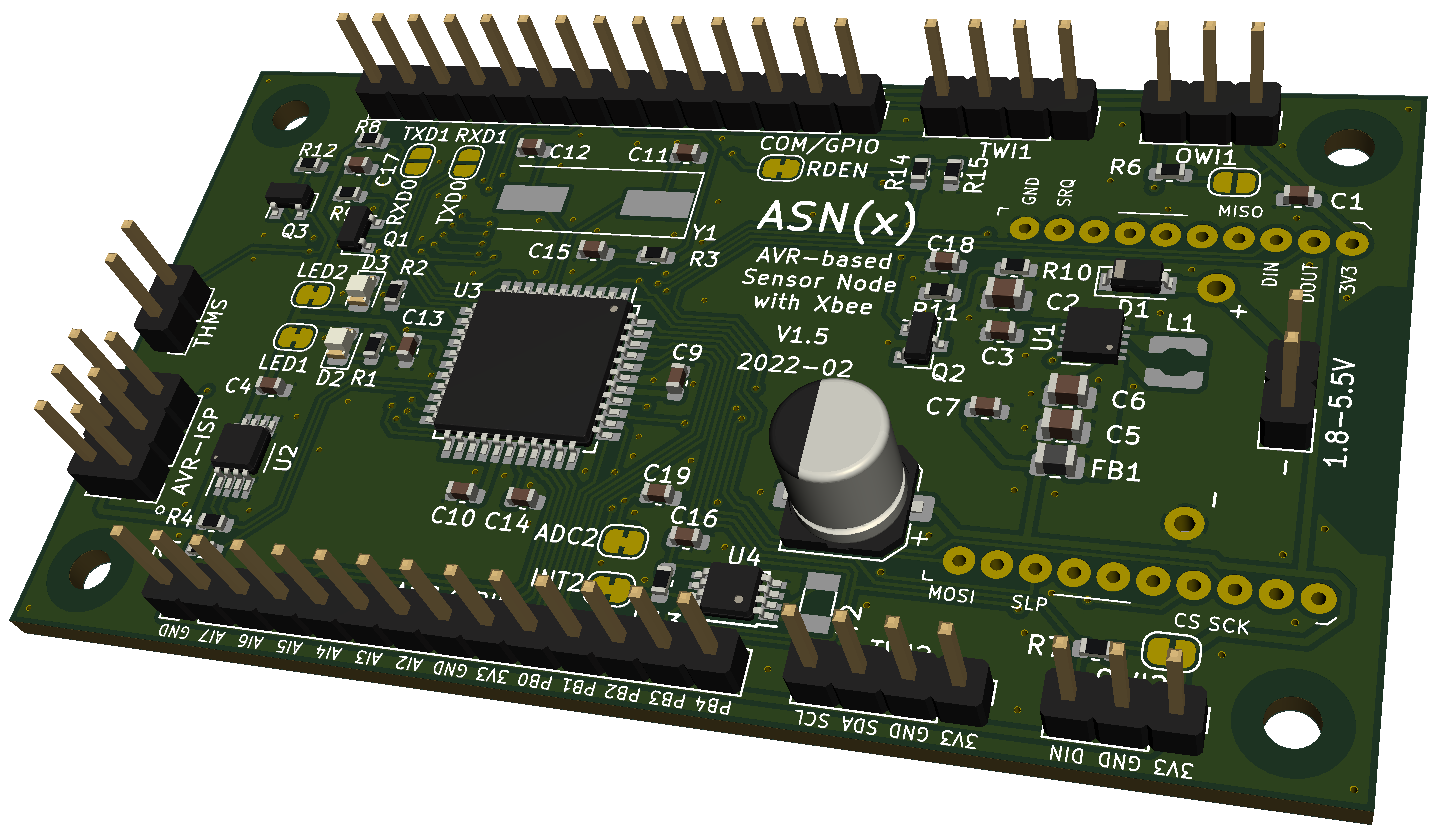 R8
TXD1 RXD1
R12
C17
RXD0
TXD0
Q3
Q1
C12
C11
COM/GPIO
RDEN
R14
R15
TWI1
R6
OWI1
MISO
C1
GND
SRQ
DIN
DOUT
3V3
Y1
C15
R3
ASN(x)
AVR-based
Sensor Node
with Xbee
V1.5
2022-02
C18
R10
C2
D1
+
R11
U1
L1
C3
Q2
C7
C6
C5
FB1
1.8-5.5V
−
−
THMS
LED2
D3
R2
U3
C13
LED1
D2
R1
C9
C4
AVR-ISP
U2
R4
C10
C14
C19
ADC2
C16
INT2
U4
+
MOSI
SLP
CS SCK
GND
AI7
AI6
AI5
AI4
AI3
AI2
GND
3V3
PB0
PB1
PB2
PB3
PB4
SCL
SDA
GND
3V3
DIN
GND
3V3